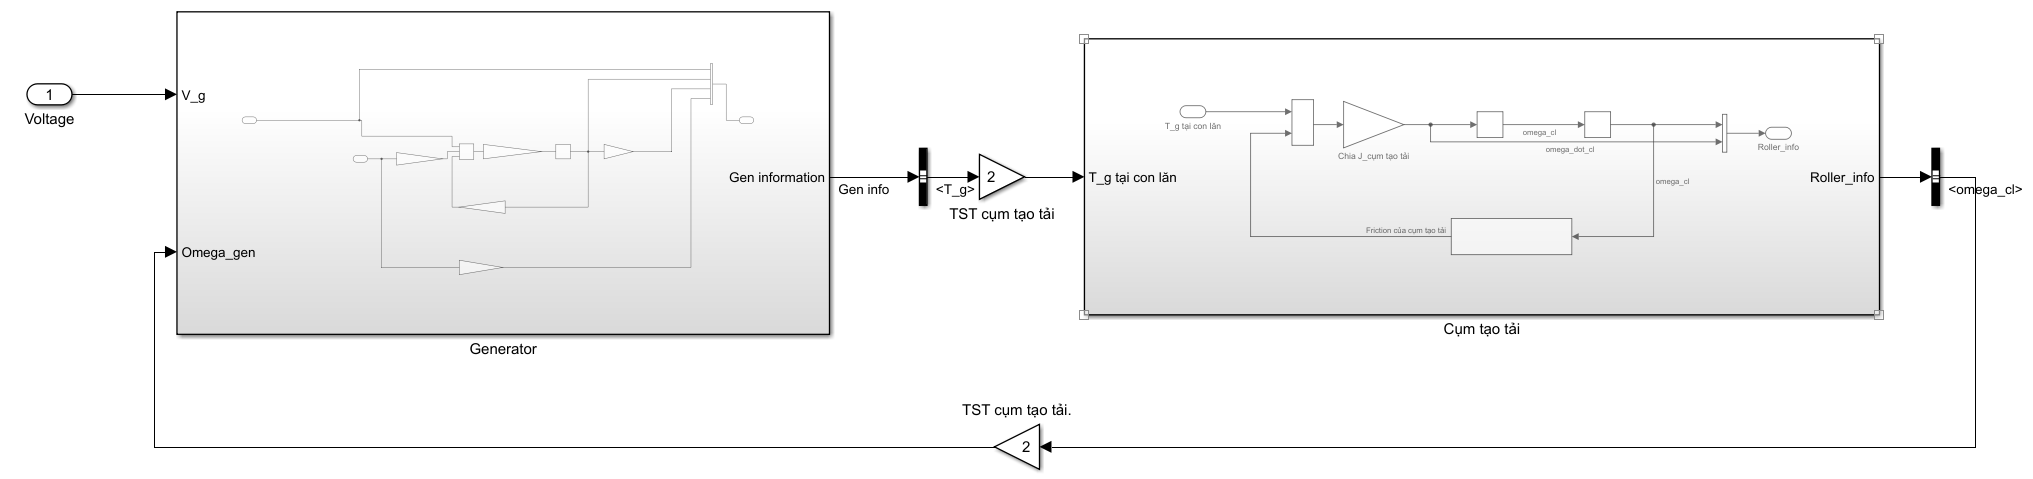 1
Voltage
V_g
Omega_gen
Gen information
Generator
Gen info
<T_g>
2
TST cụm tạo tải
T_g tại con lăn
T_g tại con lăn
Chia J_cụm tạo tải
omega_cl
omega_dot_cl
omega_cl
Friction của cụm tạo tải
Roller_info
Roller_info
Cụm tạo tải
<omega_cl>
TST cụm tạo tải.
2